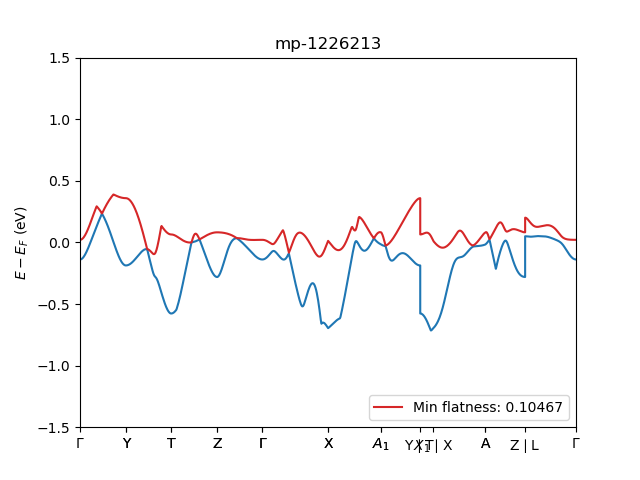 mp-1226213
E − E_F (eV)
1.5
1.0
0.5
0.0
−0.5
−1.0
−1.5
Min flatness: 0.10467
Γ Y T Z Γ X A₁ Y X₁ T | X A Z | L Γ